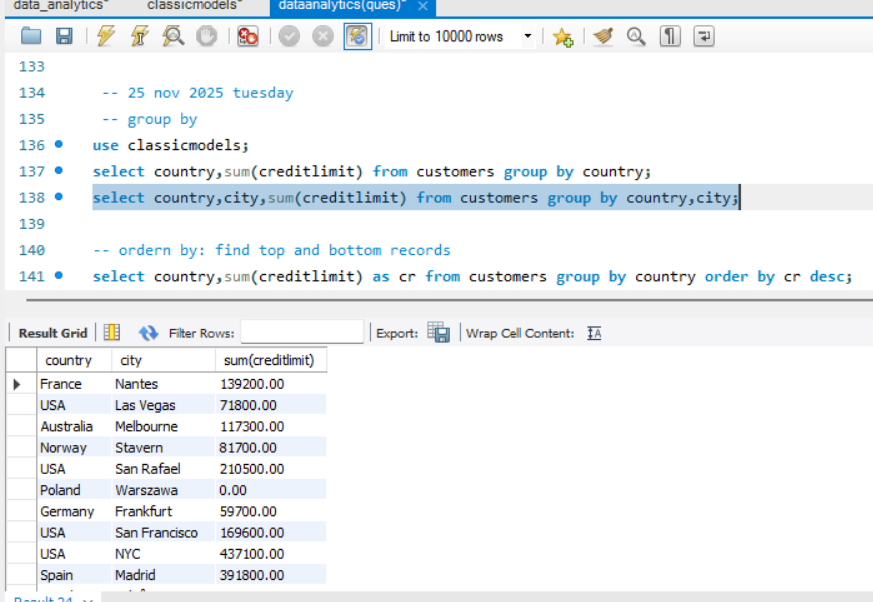 data_analytics* classicmodels* dataanalytics(ques)*
Limit to 10000 rows
133
134 -- 25 nov 2025 tuesday
135 -- group by
136 use classicmodels;
137 select country,sum(creditlimit) from customers group by country;
138 select country,city,sum(creditlimit) from customers group by country,city;
139
140 -- ordern by: find top and bottom records
141 select country,sum(creditlimit) as cr from customers group by country order by cr desc;
Result Grid Filter Rows: Export: Wrap Cell Content:
country city sum(creditlimit)
France Nantes 139200.00
USA Las Vegas 71800.00
Australia Melbourne 117300.00
Norway Stavern 81700.00
USA San Rafael 210500.00
Poland Warszawa 0.00
Germany Frankfurt 59700.00
USA San Francisco 169600.00
USA NYC 437100.00
Spain Madrid 391800.00
Result 24